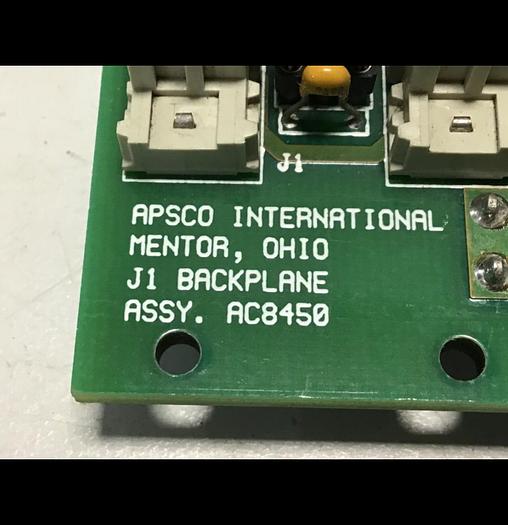 J1
APSCO INTERNATIONAL
MENTOR, OHIO
J1 BACKPLANE
ASSY. AC8450